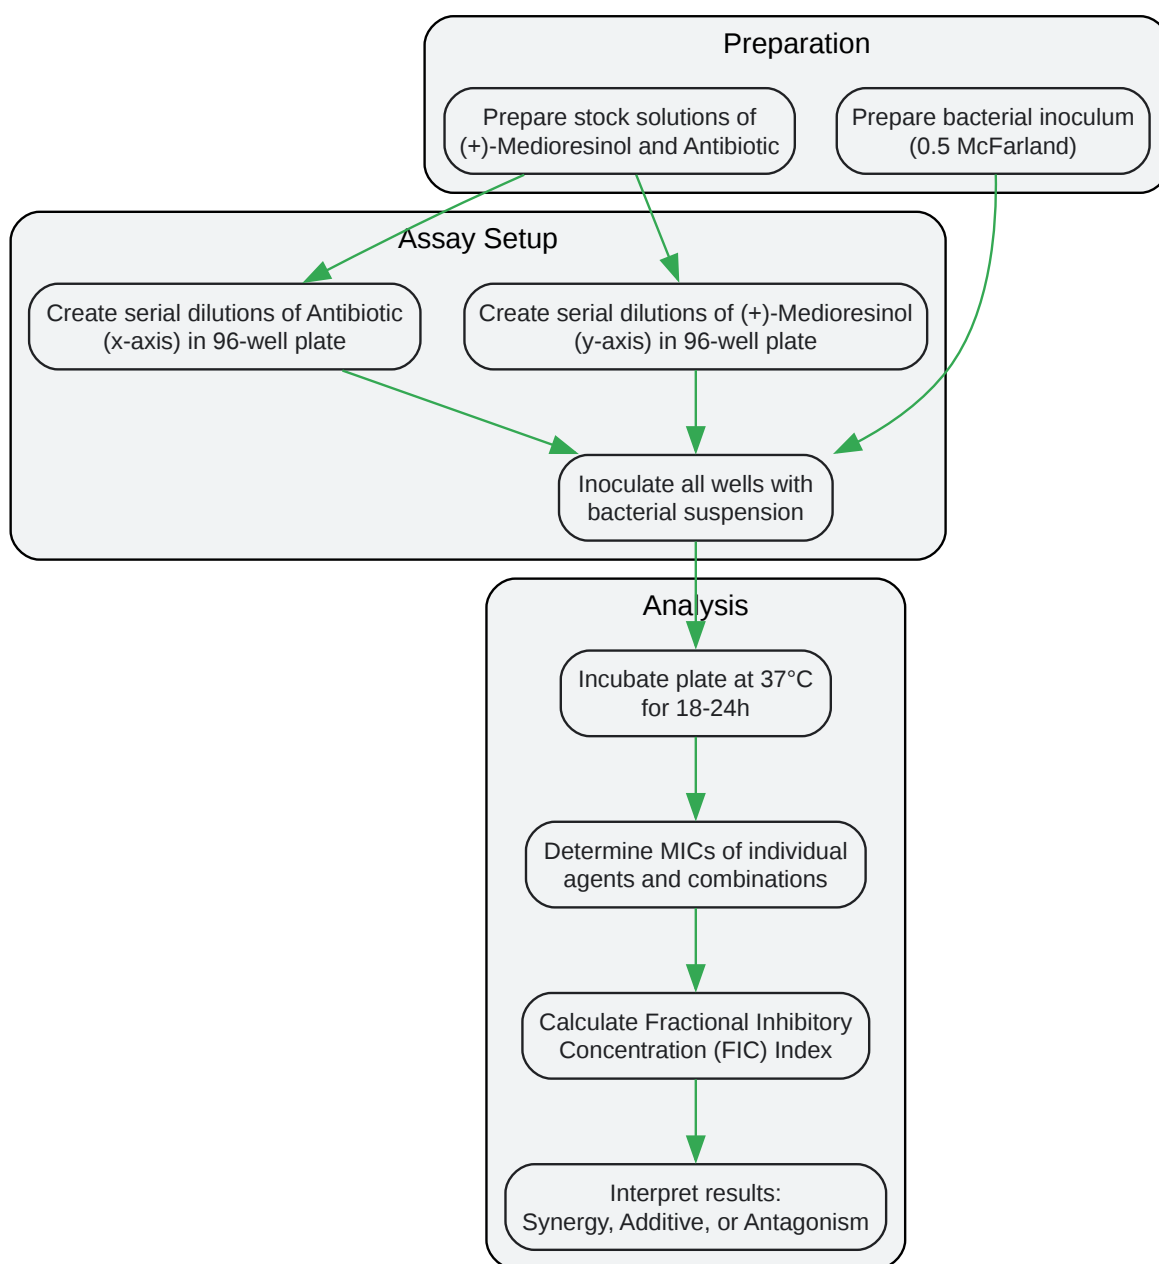 Preparation
Prepare stock solutions of
(+)-Medioresinol and Antibiotic
Prepare bacterial inoculum
(0.5 McFarland)
Assay Setup
Create serial dilutions of Antibiotic
(x-axis) in 96-well plate
Create serial dilutions of (+)-Medioresinol
(y-axis) in 96-well plate
Inoculate all wells with
bacterial suspension
Analysis
Incubate plate at 37°C
for 18-24h
Determine MICs of individual
agents and combinations
Calculate Fractional Inhibitory
Concentration (FIC) Index
Interpret results:
Synergy, Additive, or Antagonism